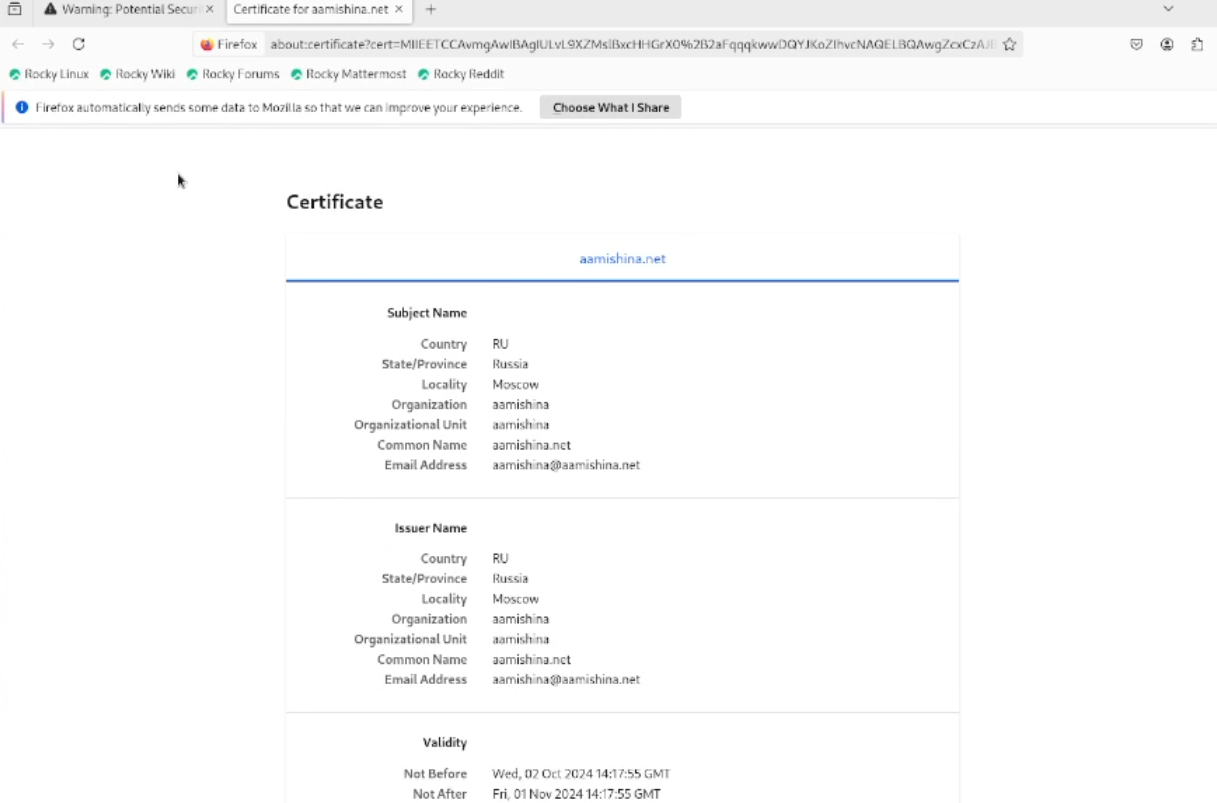 Warning: Potential Securi × Certificate for aamishina.net × +
Firefox about:certificate?cert=
Rocky Linux Rocky Wiki Rocky Forums Rocky Mattermost Rocky Reddit
Firefox automatically sends some data to Mozilla so that we can improve your experience. Choose What I Share
Certificate
aamishina.net
Subject Name
Country RU
State/Province Russia
Locality Moscow
Organization aamishina
Organizational Unit aamishina
Common Name aamishina.net
Email Address aamishina@aamishina.net
Issuer Name
Country RU
State/Province Russia
Locality Moscow
Organization aamishina
Organizational Unit aamishina
Common Name aamishina.net
Email Address aamishina@aamishina.net
Validity
Not Before Wed, 02 Oct 2024 14:17:55 GMT
Not After Fri, 01 Nov 2024 14:17:55 GMT